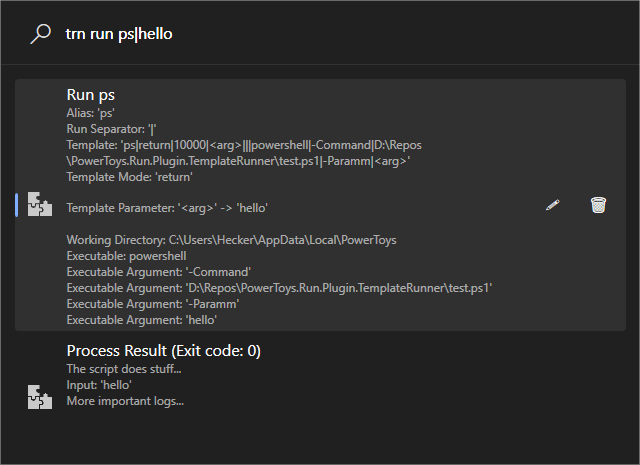 trn run ps|hello
Run ps
Alias: 'ps'
Run Separator: '|'
Template: 'ps|return|10000|<arg>|||powershell|-Command|D:\Repos
\PowerToys.Run.Plugin.TemplateRunner\test.ps1|-Paramm|<arg>'
Template Mode: 'return'
Template Parameter: '<arg>' -> 'hello'
Working Directory: C:\Users\Hecker\AppData\Local\PowerToys
Executable: powershell
Executable Argument: '-Command'
Executable Argument: 'D:\Repos\PowerToys.Run.Plugin.TemplateRunner\test.ps1'
Executable Argument: '-Paramm'
Executable Argument: 'hello'
Process Result (Exit code: 0)
The script does stuff...
Input: 'hello'
More important logs...